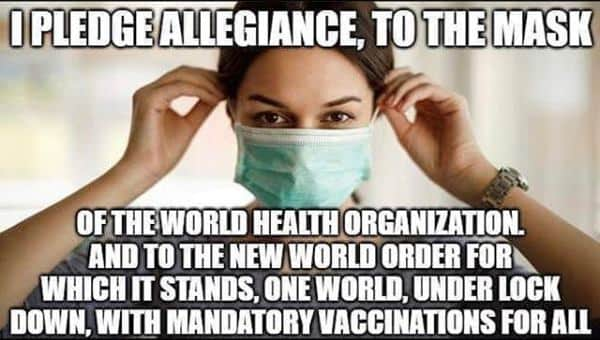 I PLEDGE ALLEGIANCE, TO THE MASK
OF THE WORLD HEALTH ORGANIZATION.
AND TO THE NEW WORLD ORDER FOR
WHICH IT STANDS, ONE WORLD, UNDER LOCK
DOWN, WITH MANDATORY VACCINATIONS FOR ALL